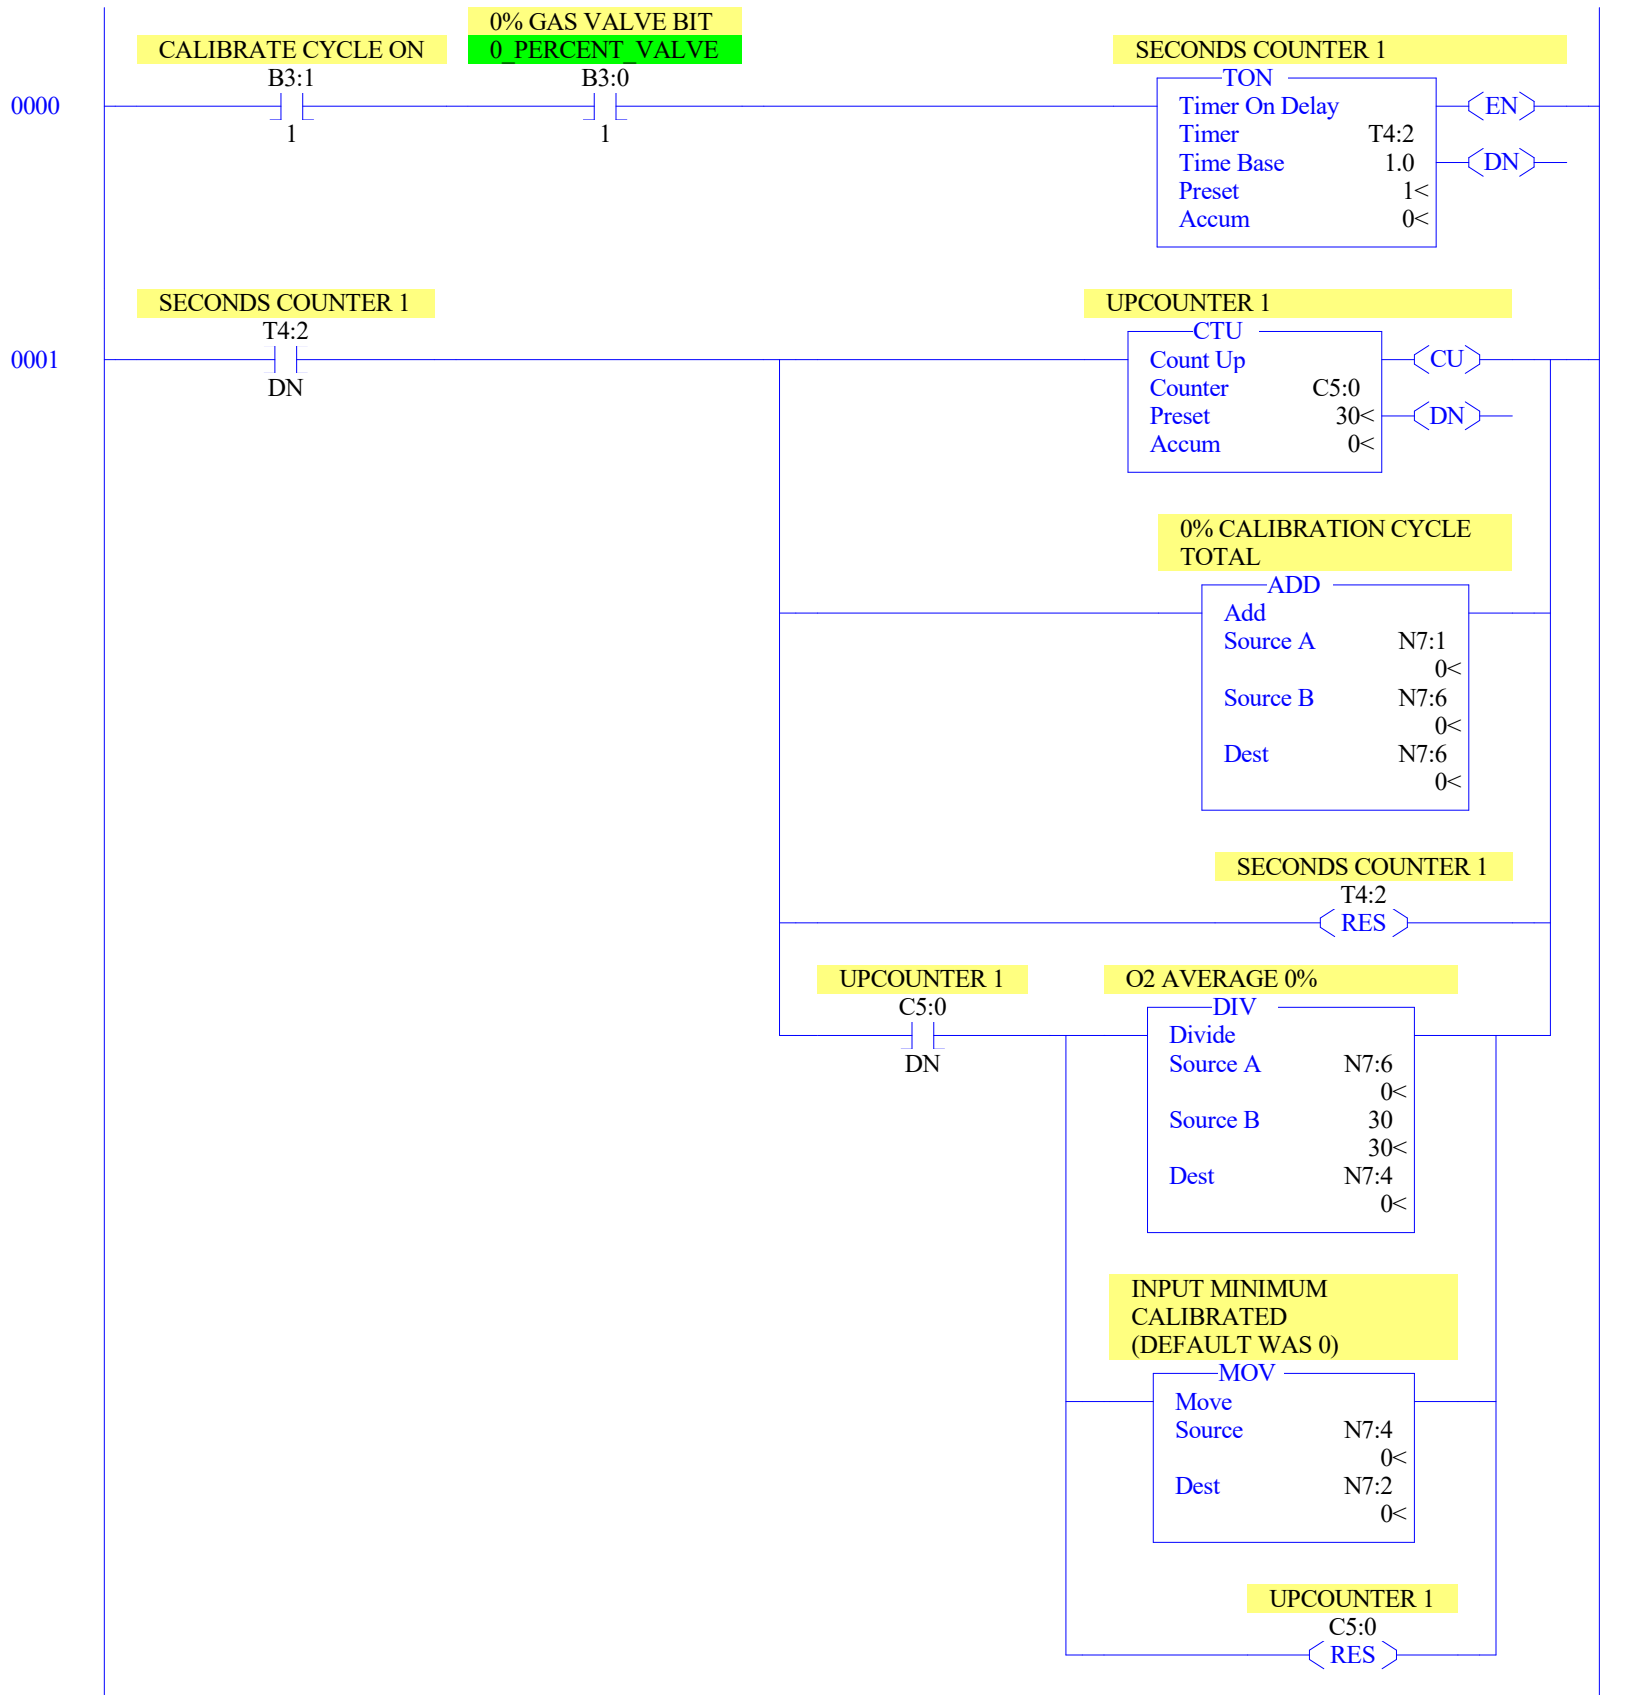 0000
CALIBRATE CYCLE ON
B3:1
1
0% GAS VALVE BIT
0_PERCENT_VALVE
B3:0
1
SECONDS COUNTER 1
TON
Timer On Delay
Timer T4:2
Time Base 1.0
Preset 1<
Accum 0<
EN
DN
0001
SECONDS COUNTER 1
T4:2
DN
UPCOUNTER 1
CTU
Count Up
Counter C5:0
Preset 30<
Accum 0<
CU
DN
0% CALIBRATION CYCLE
TOTAL
ADD
Add
Source A N7:1
0<
Source B N7:6
0<
Dest N7:6
0<
SECONDS COUNTER 1
T4:2
RES
UPCOUNTER 1
C5:0
DN
O2 AVERAGE 0%
DIV
Divide
Source A N7:6
0<
Source B 30
30<
Dest N7:4
0<
INPUT MINIMUM
CALIBRATED
(DEFAULT WAS 0)
MOV
Move
Source N7:4
0<
Dest N7:2
0<
UPCOUNTER 1
C5:0
RES